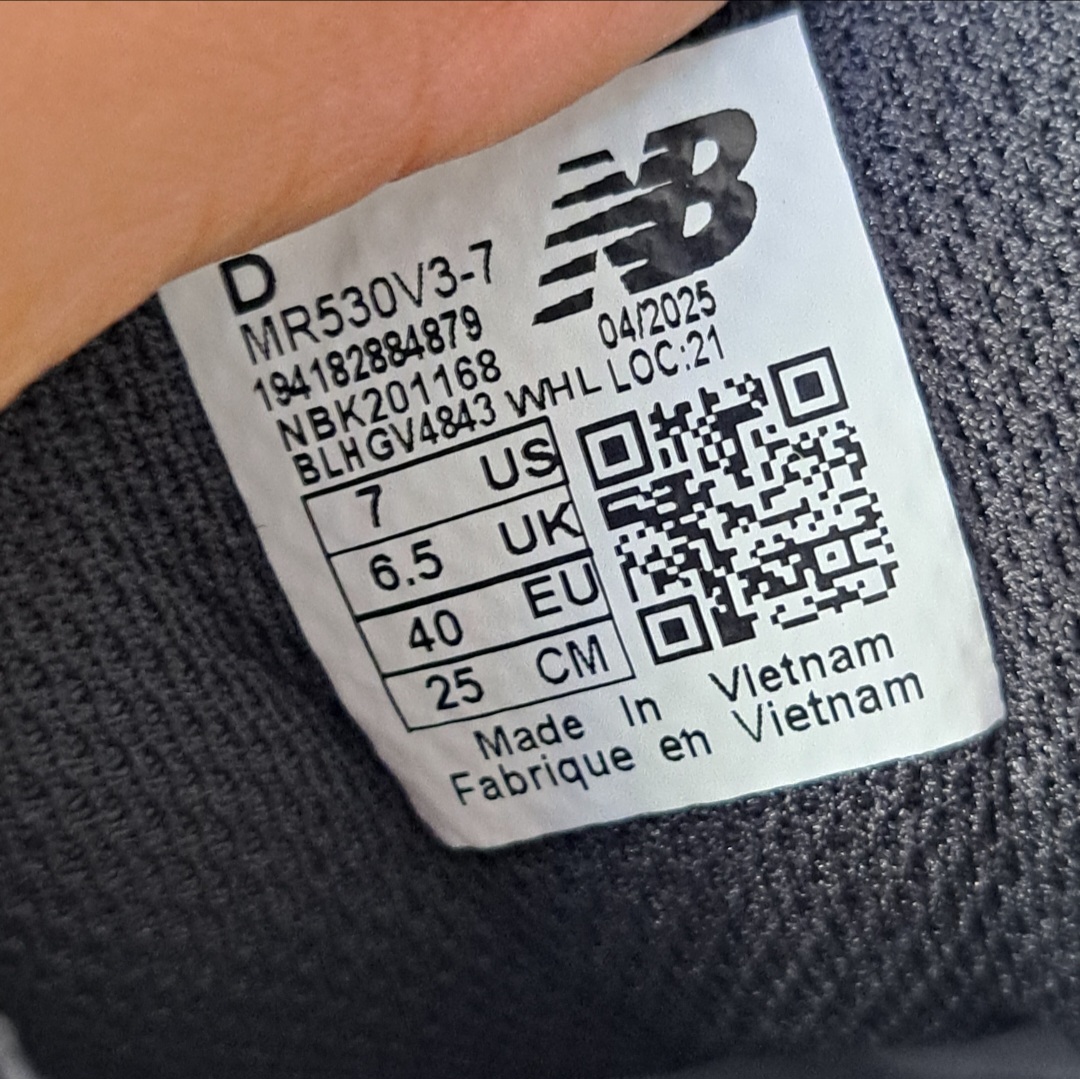 NB
D
MR530V3-7
194182884879 04/2025
NBK201168
BLHGV4843 WHL LOC:21
7 US
6.5 UK
40 EU
25 CM
Made In VIetnam
Fabrique en Vietnam